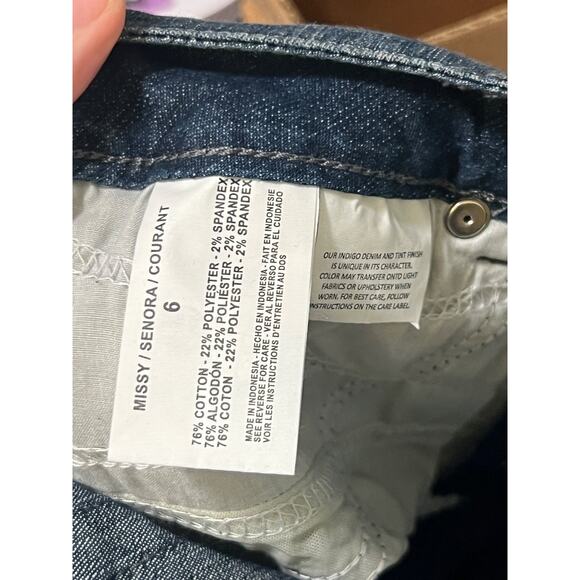 MISSY / SENORA / COURANT
6
76% COTTON - 22% POLYESTER - 2% SPANDEX
76% ALGODÓN - 22% POLIÉSTER - 2% SPANDEX
76% COTON - 22% POLYESTER - 2% SPANDEX
MADE IN INDONESIA - HECHO EN INDONESIA - FAIT EN INDONESIE
SEE REVERSE FOR CARE - VER AL REVERSO PARA EL CUIDADO
VOIR LES INSTRUCTIONS D'ENTRETIEN AU DOS
OUR INDIGO DENIM AND TINT FINISH
IS UNIQUE IN ITS CHARACTER.
COLOR MAY TRANSFER ONTO LIGHT
FABRICS OR UPHOLSTERY WHEN
WORN. FOR BEST CARE, FOLLOW
INSTRUCTIONS ON THE CARE LABEL.